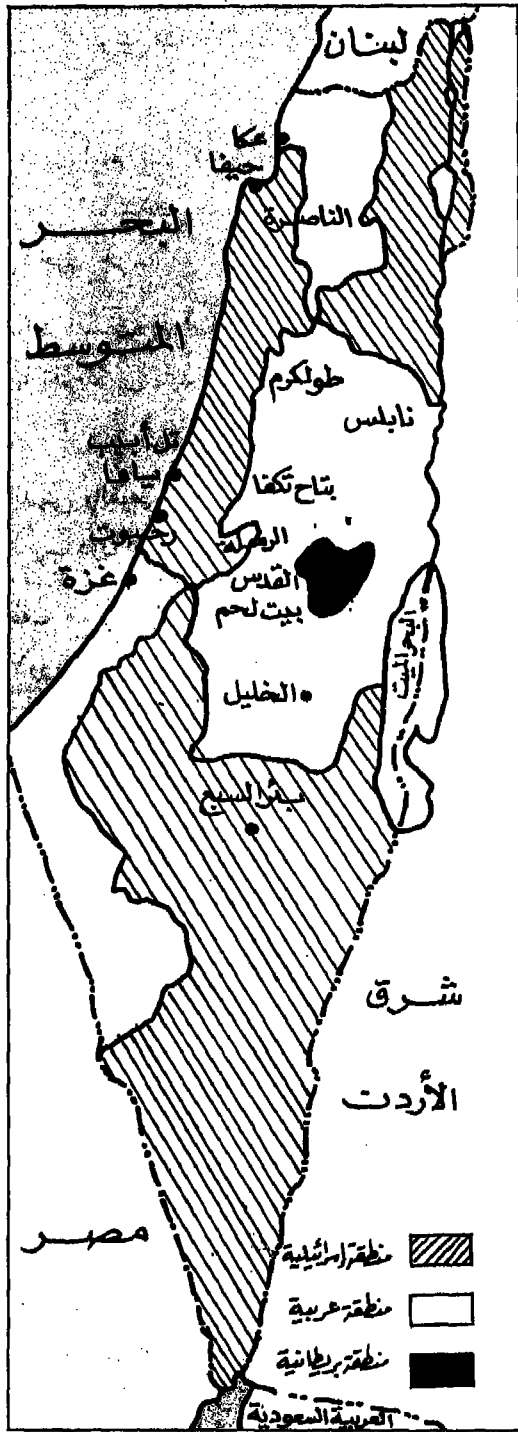 لبنان
عكا
حيفا
الناصرة
البحر
المتوسط
طولكرم
نابلس
تل أبيب
يافا
بتاح تكفا
رحبوت
الرملة
غزة
القدس
بيت لحم
البحر الميت
الخليل
بئر السبع
شرق
الأردن
مصر
منطقة إسرائيلية
منطقة عربية
منطقة بريطانية
العربية السعودية